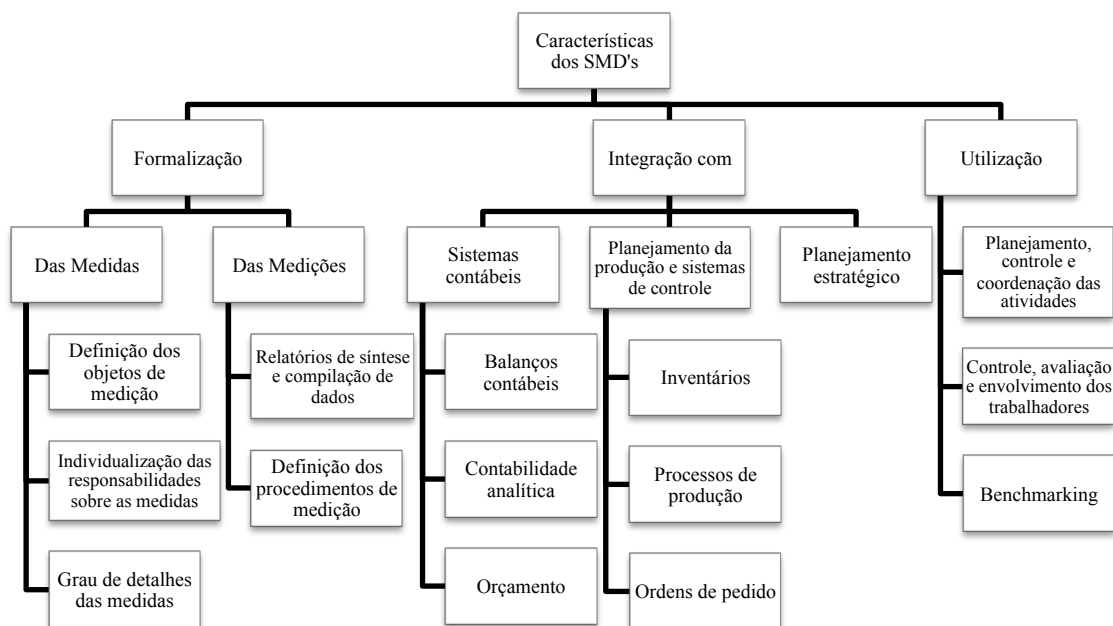 Características
dos SMD's
Formalização
Integração com
Utilização
Das Medidas
Das Medições
Sistemas
contábeis
Planejamento da
produção e sistemas
de controle
Planejamento
estratégico
Planejamento,
controle e
coordenação das
atividades
Definição dos
objetos de
medição
Relatórios de síntese
e compilação de
dados
Balanços
contábeis
Inventários
Controle, avaliação
e envolvimento dos
trabalhadores
Individualização das
responsabilidades
sobre as medidas
Definição dos
procedimentos de
medição
Contabilidade
analítica
Processos de
produção
Benchmarking
Grau de detalhes
das medidas
Orçamento
Ordens de pedido